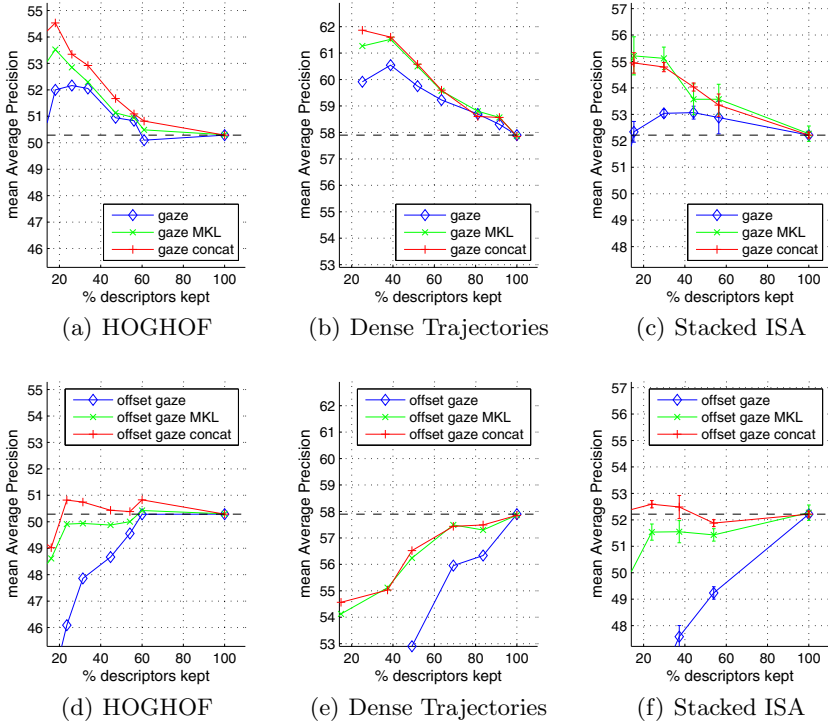 55
54
53
52
51
50
49
48
47
46
mean Average Precision
gaze
gaze MKL
gaze concat
20 40 60 80 100
% descriptors kept
(a) HOGHOF
62
61
60
59
58
57
56
55
54
53
mean Average Precision
gaze
gaze MKL
gaze concat
20 40 60 80 100
% descriptors kept
(b) Dense Trajectories
57
56
55
54
53
52
51
50
49
48
mean Average Precision
gaze
gaze MKL
gaze concat
20 40 60 80 100
% descriptors kept
(c) Stacked ISA
55
54
53
52
51
50
49
48
47
46
mean Average Precision
offset gaze
offset gaze MKL
offset gaze concat
20 40 60 80 100
% descriptors kept
(d) HOGHOF
62
61
60
59
58
57
56
55
54
53
mean Average Precision
offset gaze
offset gaze MKL
offset gaze concat
20 40 60 80 100
% descriptors kept
(e) Dense Trajectories
57
56
55
54
53
52
51
50
49
48
mean Average Precision
offset gaze
offset gaze MKL
offset gaze concat
20 40 60 80 100
% descriptors kept
(f) Stacked ISA